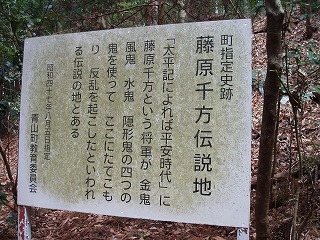 町指定史跡
藤原千方伝説地
「太平記によれば平安時代」に
藤原千方という将軍が 金鬼
風鬼 水鬼 隠形鬼の四つの
鬼を使って ここにたてこも
り 反乱を起こしたといわれ
る伝説の地とある
昭和四十七年八月五日指定
青山町教育委員会